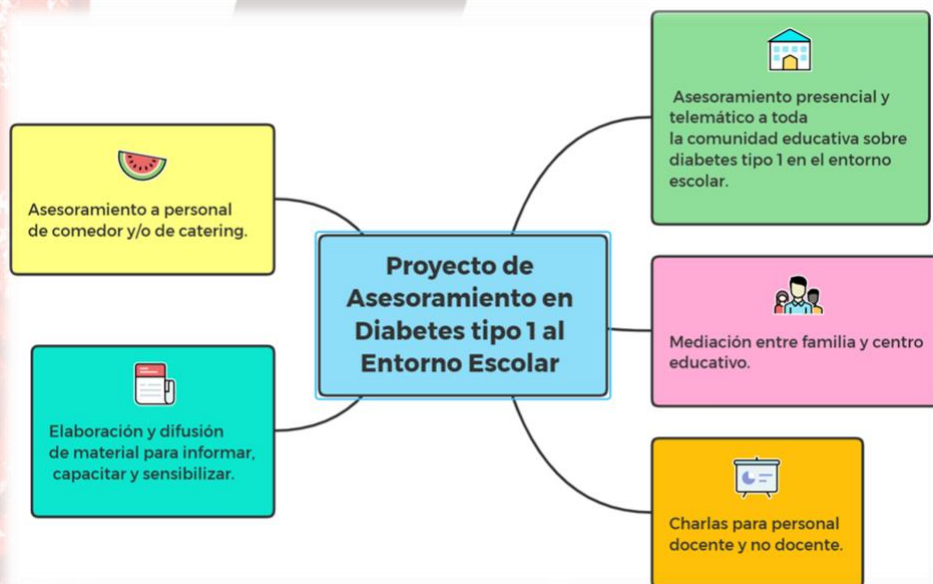 Asesoramiento presencial y
telemático a toda
la comunidad educativa sobre
diabetes tipo 1 en el entorno
escolar.
Asesoramiento a personal
de comedor y/o de catering.
Proyecto de
Asesoramiento en
Diabetes tipo 1 al
Entorno Escolar
Mediación entre familia y centro
educativo.
Elaboración y difusión
de material para informar,
capacitar y sensibilizar.
Charlas para personal
docente y no docente.